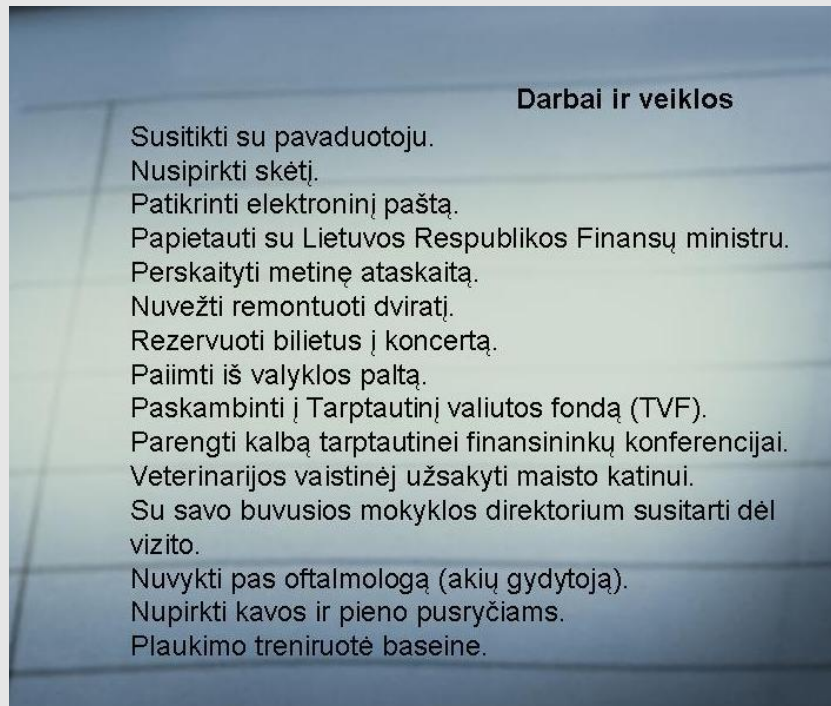 Darbai ir veiklos
Susitikti su pavaduotoju.
Nusipirkti skėtį.
Patikrinti elektroninį paštą.
Papietauti su Lietuvos Respublikos Finansų ministru.
Perskaityti metinę ataskaitą.
Nuvežti remontuoti dviratį.
Rezervuoti bilietus į koncertą.
Paiimti iš valyklos paltą.
Paskambinti į Tarptautinį valiutos fondą (TVF).
Parengti kalbą tarptautinei finansininkų konferencijai.
Veterinarijos vaistinėj užsakyti maisto katinui.
Su savo buvusios mokyklos direktorium susitarti dėl
vizito.
Nuvykti pas oftalmologą (akių gydytoją).
Nupirkti kavos ir pieno pusryčiams.
Plaukimo treniruotė baseine.